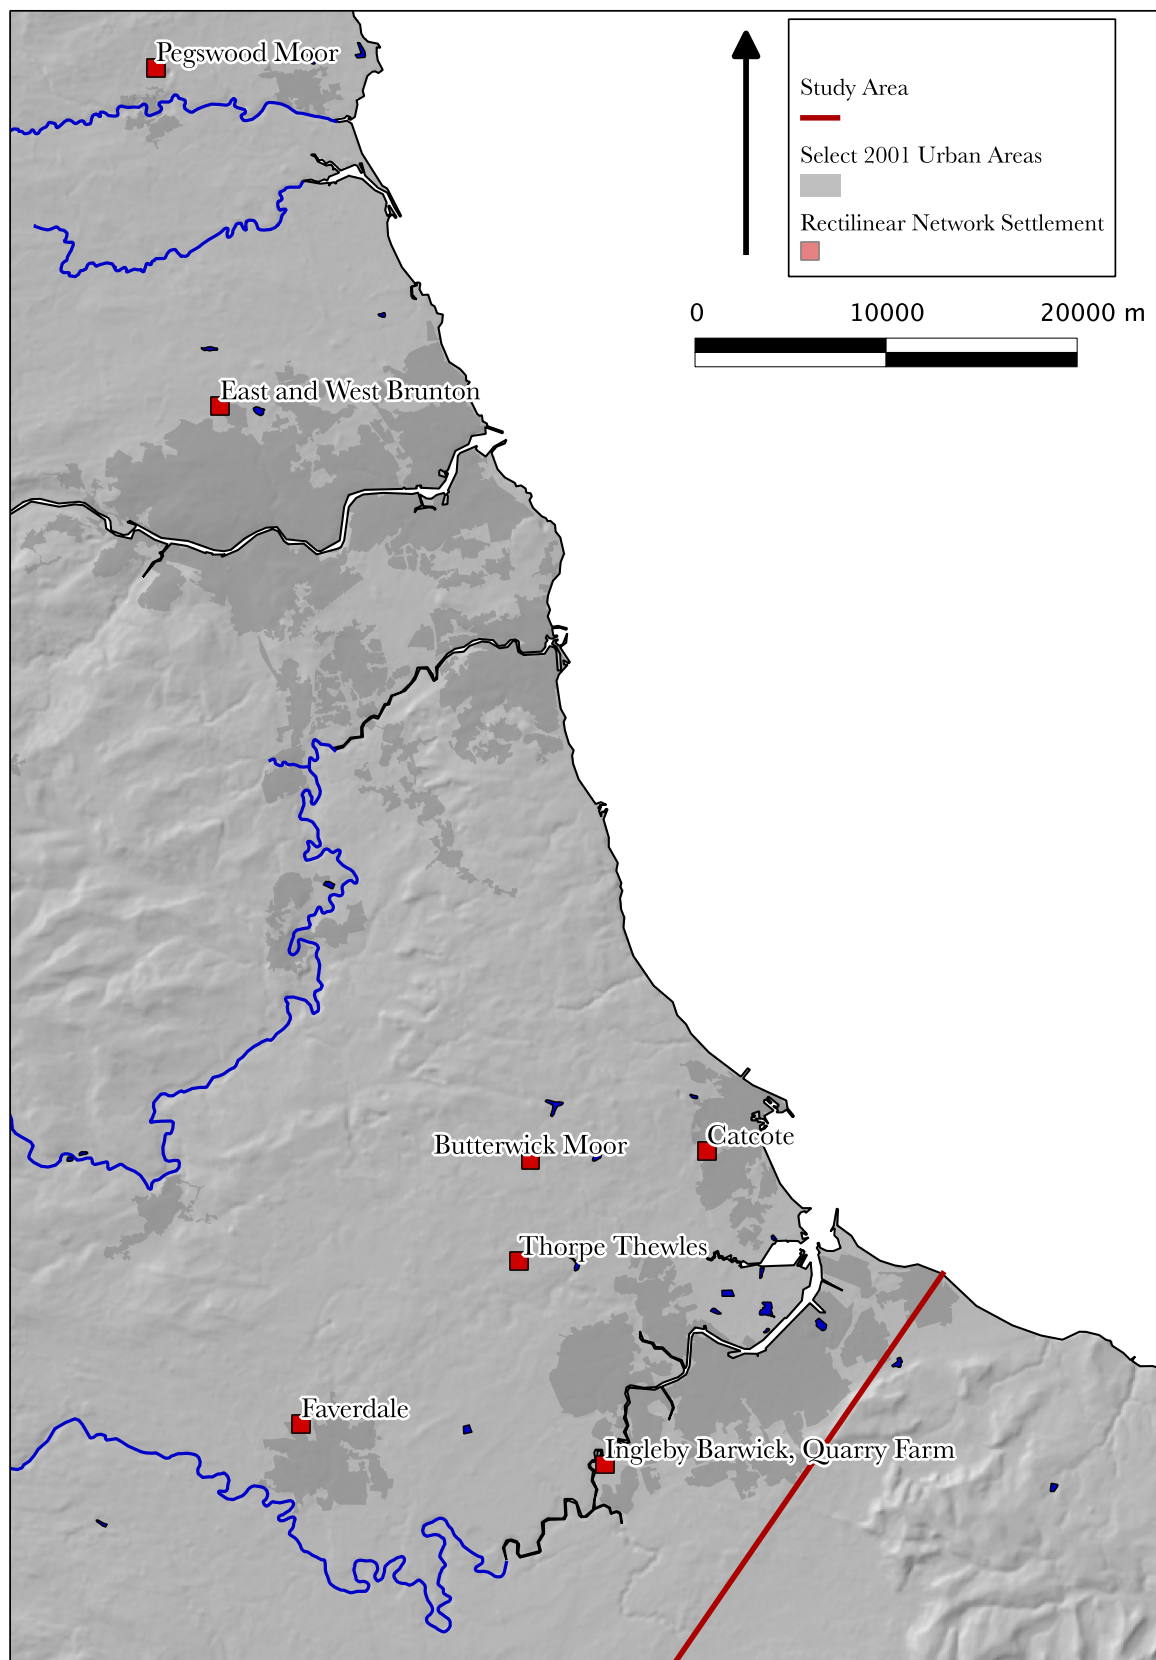 Pegswood Moor
Study Area
Select 2001 Urban Areas
Rectilinear Network Settlement
0 10000 20000 m
East and West Brunton
Catcote
Butterwick Moor
Thorpe Thewles
Faverdale
Ingleby Barwick, Quarry Farm